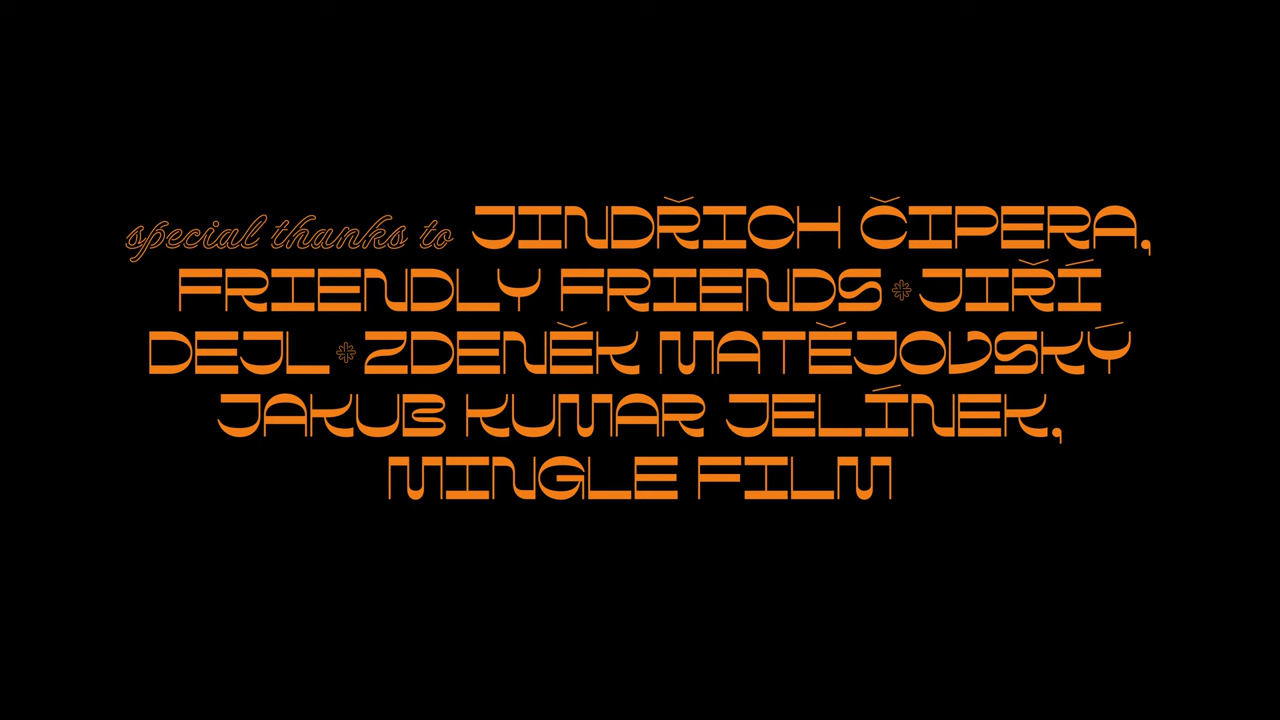 special thanks to JINDŘICH ČIPERA,
FRIENDLY FRIENDS * JIŘÍ
DEJL * ZDENĚK MATĚJOVSKÝ
JAKUB KUMAR JELÍNEK,
MINGLE FILM